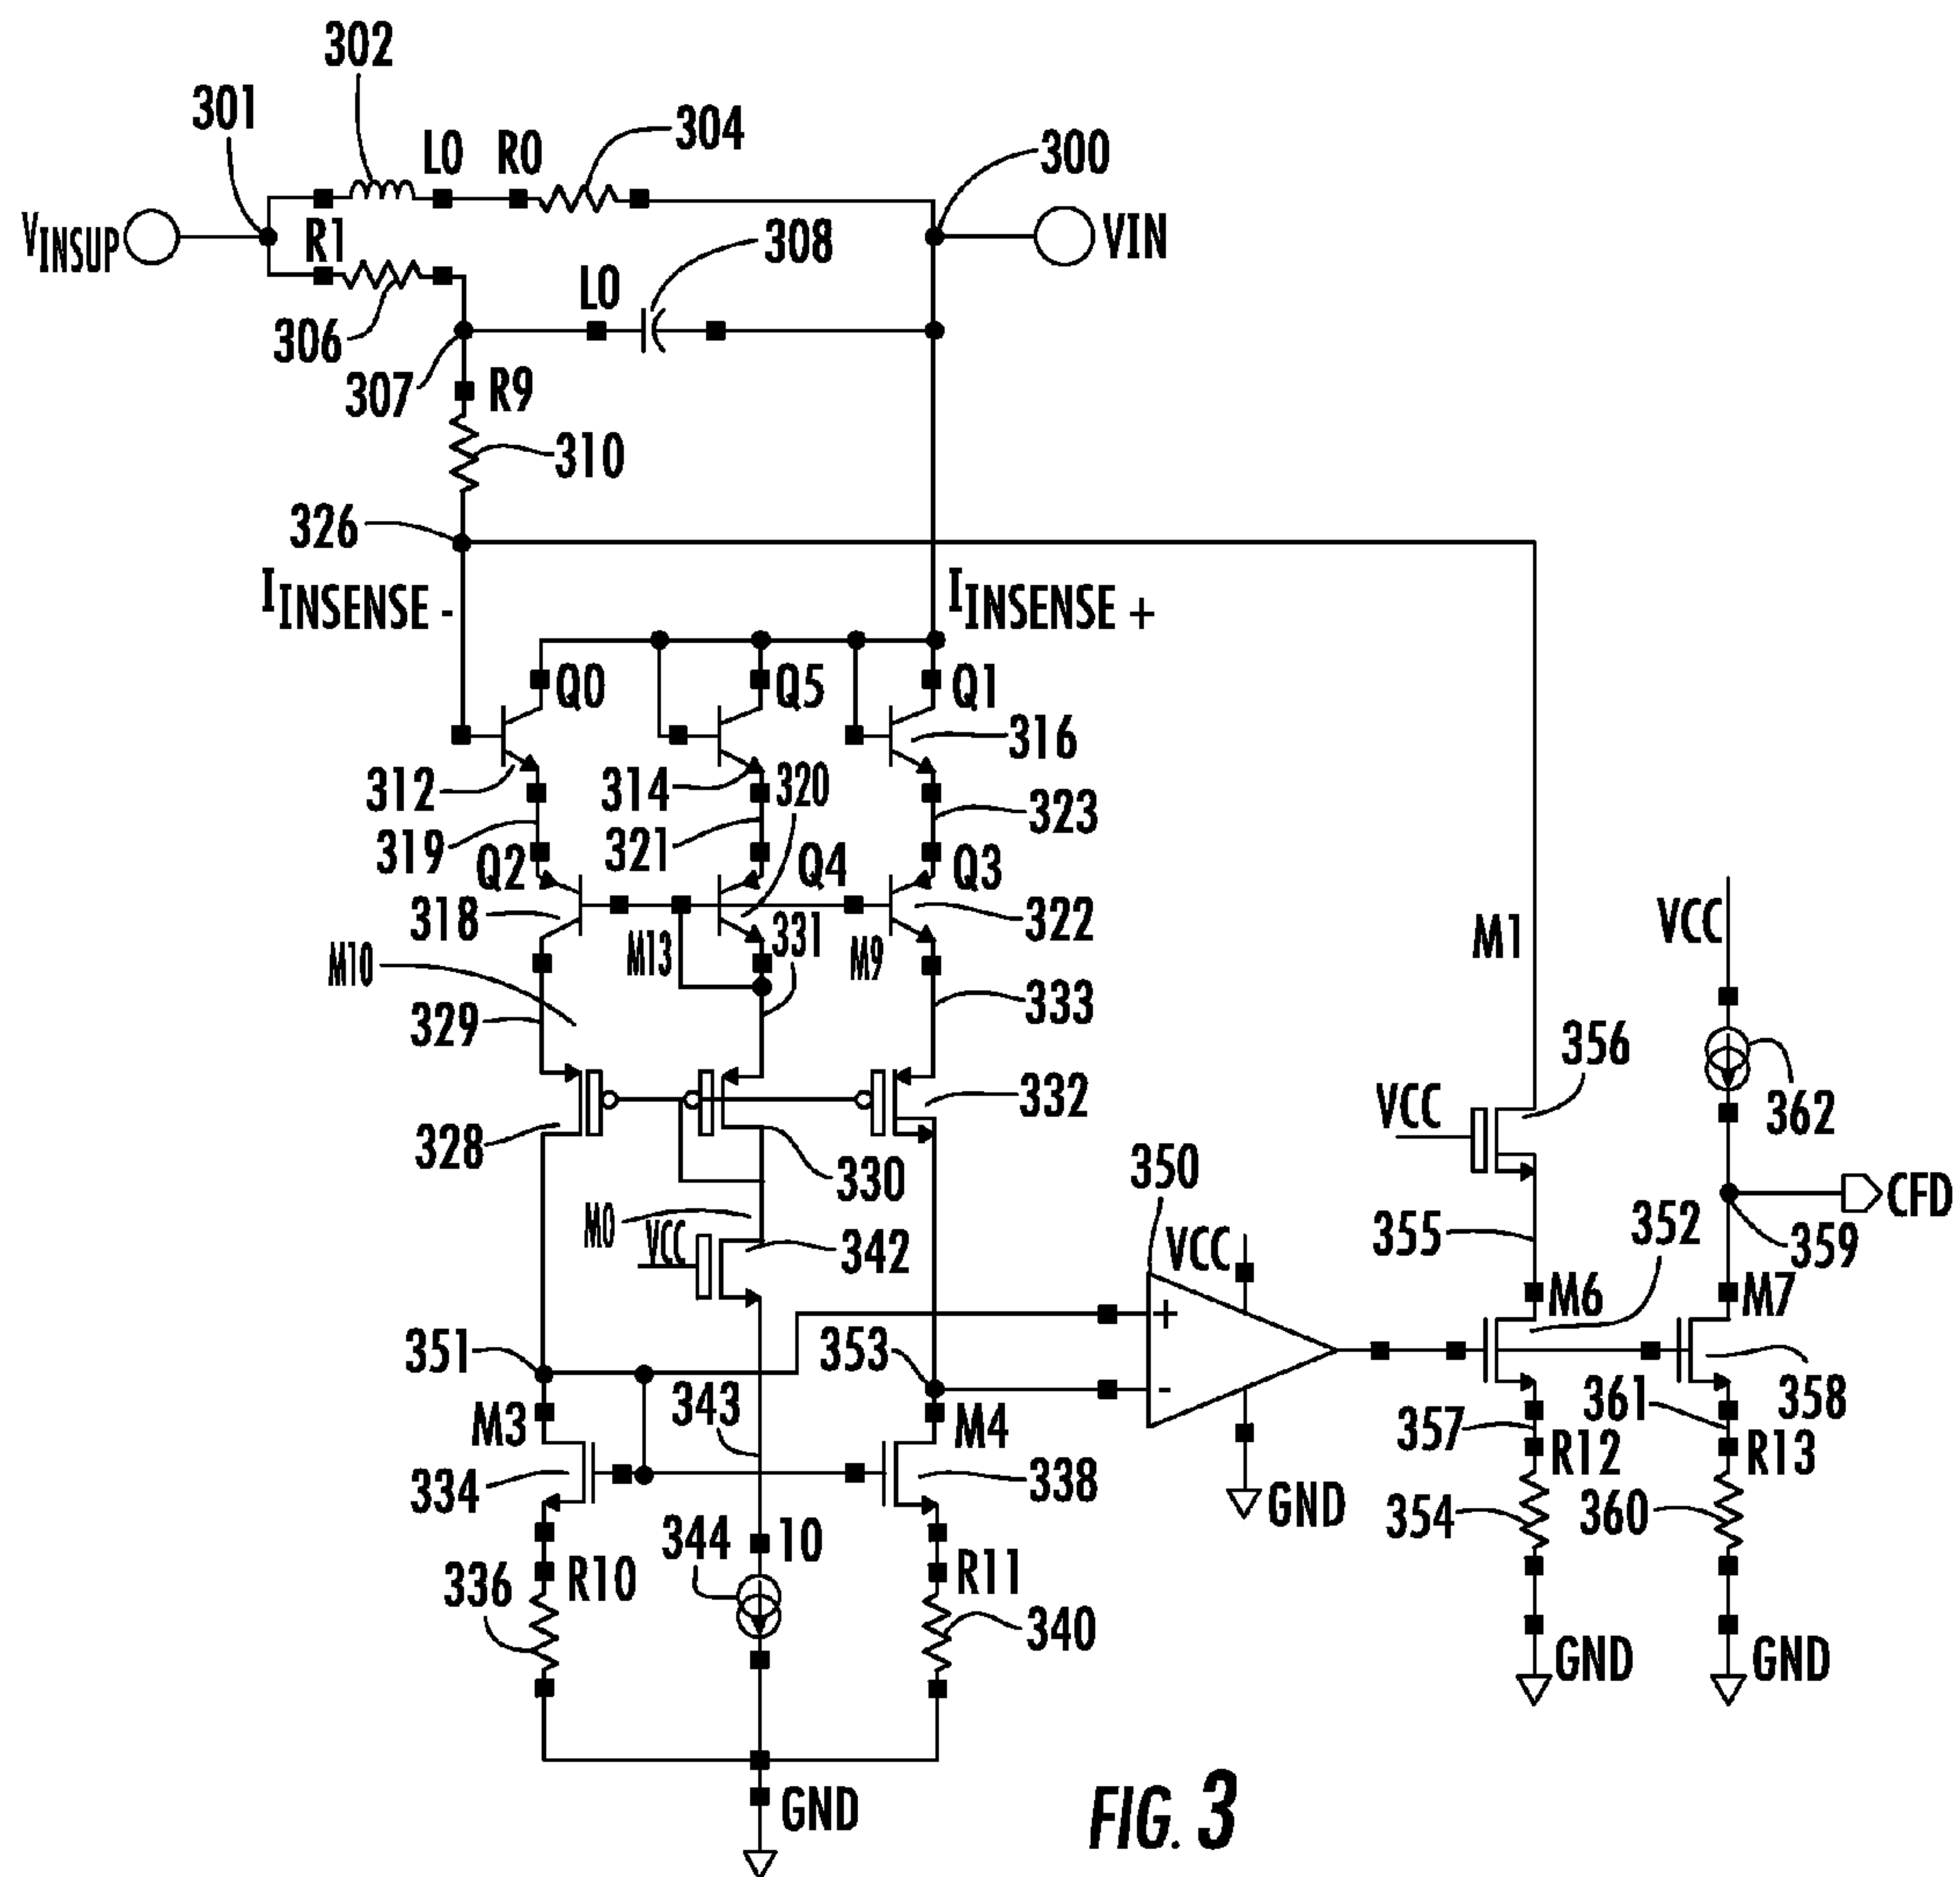 302
301
L0 R0 304
300
VINSUP
R1
308
VIN
L0
306
307
R9
310
326
IINSENSE -
IINSENSE +
Q0 Q5 Q1
316
312 314 320
323
319 321
Q2 Q4 Q3
318
322
M10 M13 331 M9
M1
VCC
329
333
356
332
VCC
362
328
330
350
CFD
M0
VCC
342
VCC
355
352
359
M6 M7
+
351
353
-
343
M3 M4
357 361 358
334
338
R12 R13
GND
354 360
344 10
336 R10
R11
340
GND GND
GND
FIG. 3